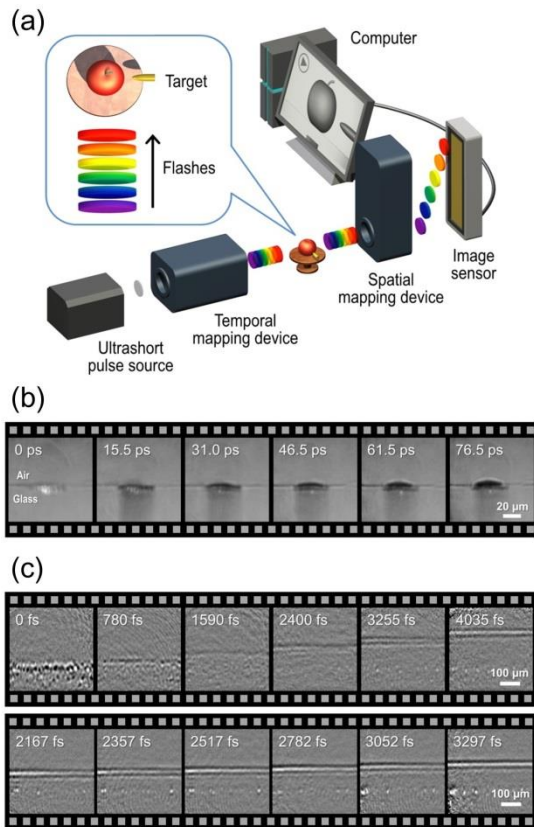 (a)
Computer
Target
Flashes
Image
sensor
Spatial
mapping device
Temporal
mapping device
Ultrashort
pulse source
(b)
0 ps
15.5 ps
31.0 ps
46.5 ps
61.5 ps
76.5 ps
Air
Glass
20 µm
(c)
0 fs
780 fs
1590 fs
2400 fs
3255 fs
4035 fs
100 µm
2167 fs
2357 fs
2517 fs
2782 fs
3052 fs
3297 fs
100 µm